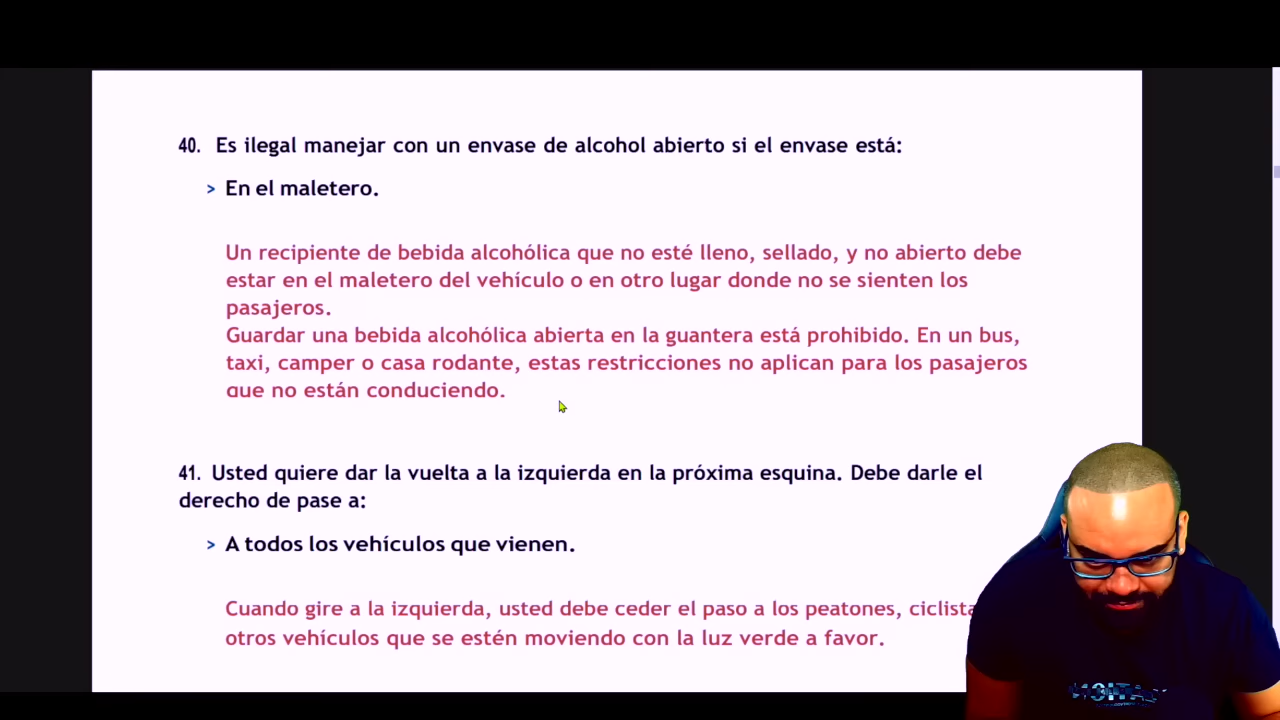 40. Es ilegal manejar con un envase de alcohol abierto si el envase está:
> En el maletero.
Un recipiente de bebida alcohólica que no esté lleno, sellado, y no abierto debe
estar en el maletero del vehículo o en otro lugar donde no se sienten los
pasajeros.
Guardar una bebida alcohólica abierta en la guantera está prohibido. En un bus,
taxi, camper o casa rodante, estas restricciones no aplican para los pasajeros
que no están conduciendo.
41. Usted quiere dar la vuelta a la izquierda en la próxima esquina. Debe darle el
derecho de pase a:
> A todos los vehículos que vienen.
Cuando gire a la izquierda, usted debe ceder el paso a los peatones,
otros vehículos que se estén moviendo con la luz verde a favor.